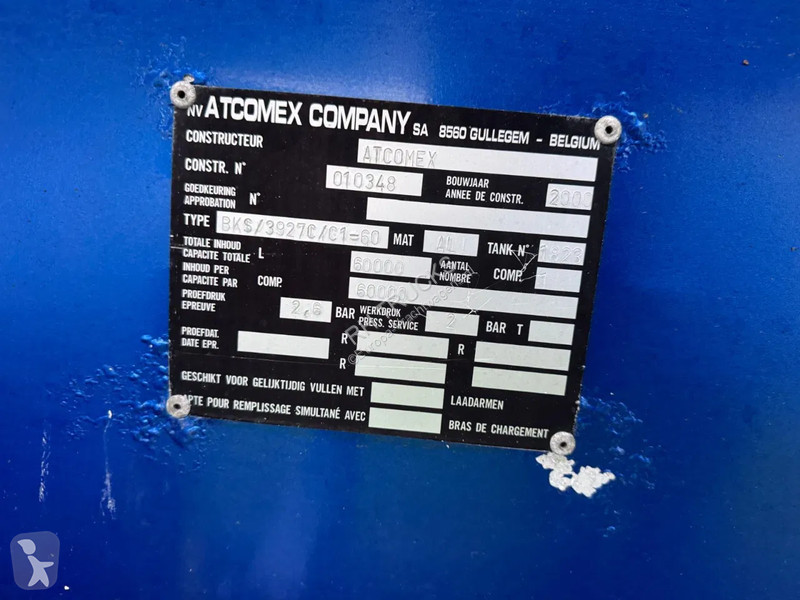 NV ATCOMEX COMPANY SA 8560 GULLEGEM - BELGIUM
CONSTRUCTEUR ATCOMEX
CONSTR. N° 010348 BOUWJAAR ANNEE DE CONSTR. 2000
GOEDKEURING
APPROBATION N°
TYPE BKS/3927C/C1=60 MAT ALU TANK N°
TOTALE INHOUD
CAPACITE TOTALE L 60000 AANTAL NOMBRE COMP. 1
INHOUD PER
CAPACITE PAR COMP. 60000
PROEFDRUK
EPREUVE 2,6 BAR WERKDRUK PRESS. SERVICE 2 BAR T
PROEFDAT.
DATE EPR. R R
R
GESCHIKT VOOR GELIJKTIJDIG VULLEN MET LAADARMEN
APTE POUR REMPLISSAGE SIMULTANÉ AVEC BRAS DE CHARGEMENT